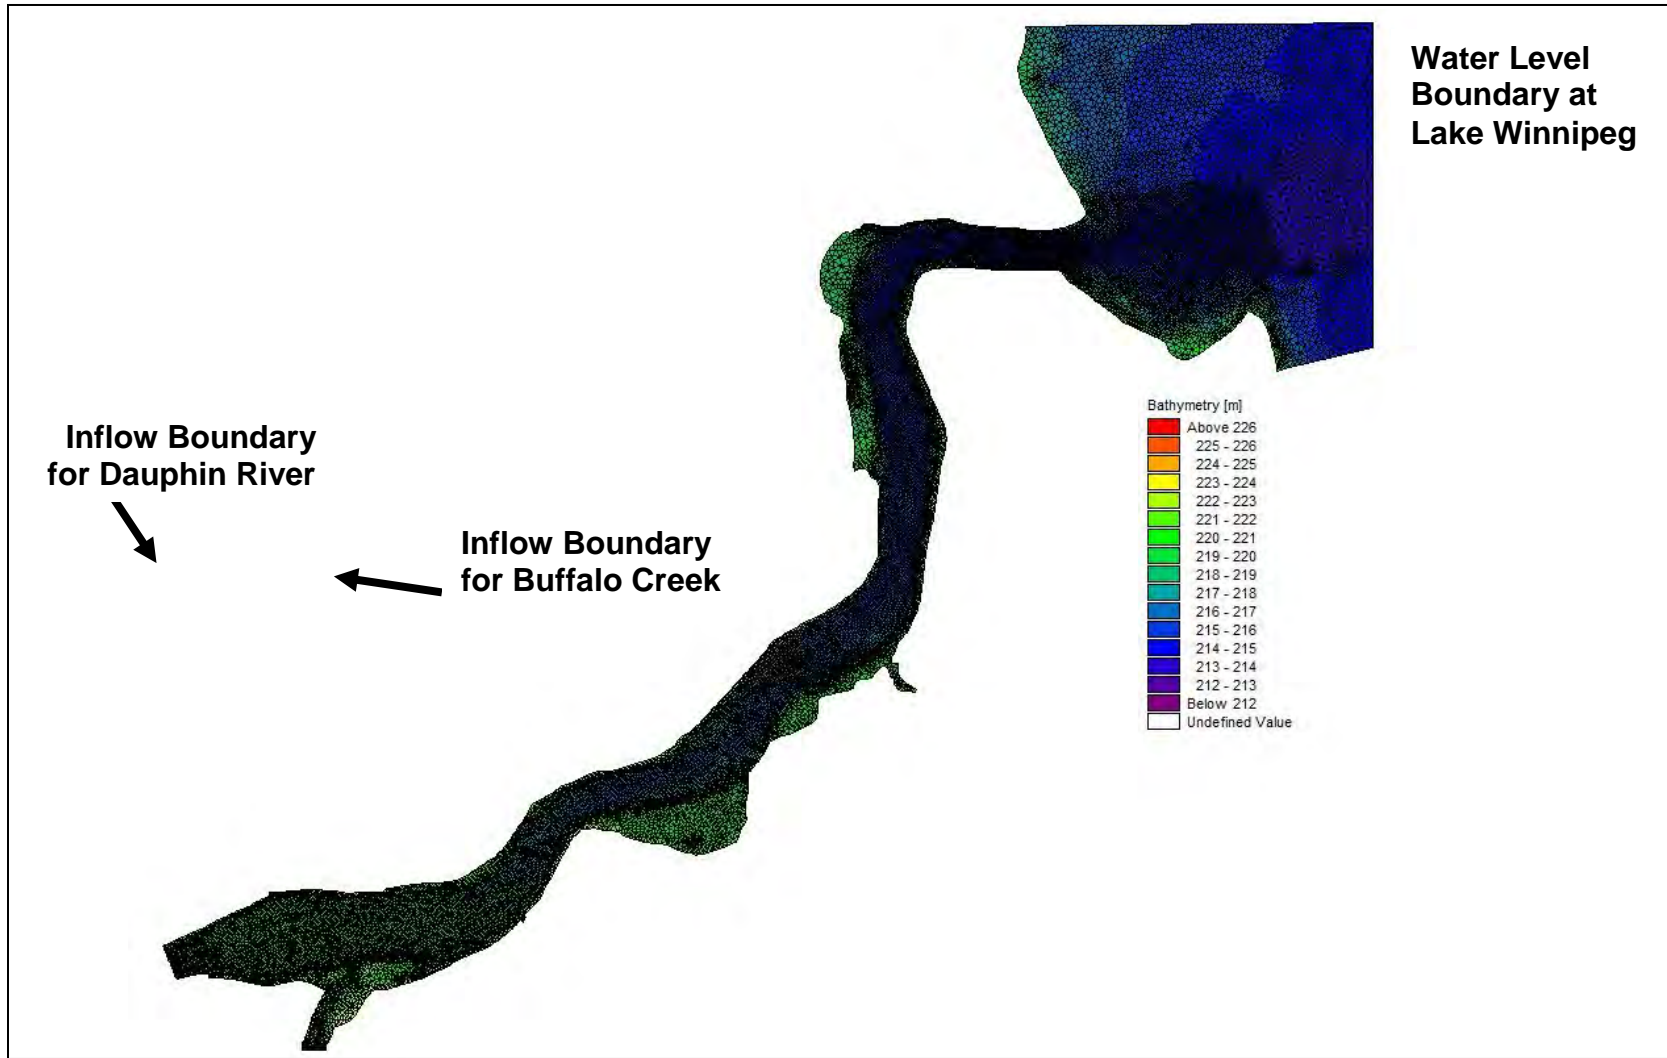 Water Level
Boundary at
Lake Winnipeg
Inflow Boundary
for Dauphin River
Inflow Boundary
for Buffalo Creek
Bathymetry [m]
Above 226
225 - 226
224 - 225
223 - 224
222 - 223
221 - 222
220 - 221
219 - 220
218 - 219
217 - 218
216 - 217
215 - 216
214 - 215
213 - 214
212 - 213
Below 212
Undefined Value